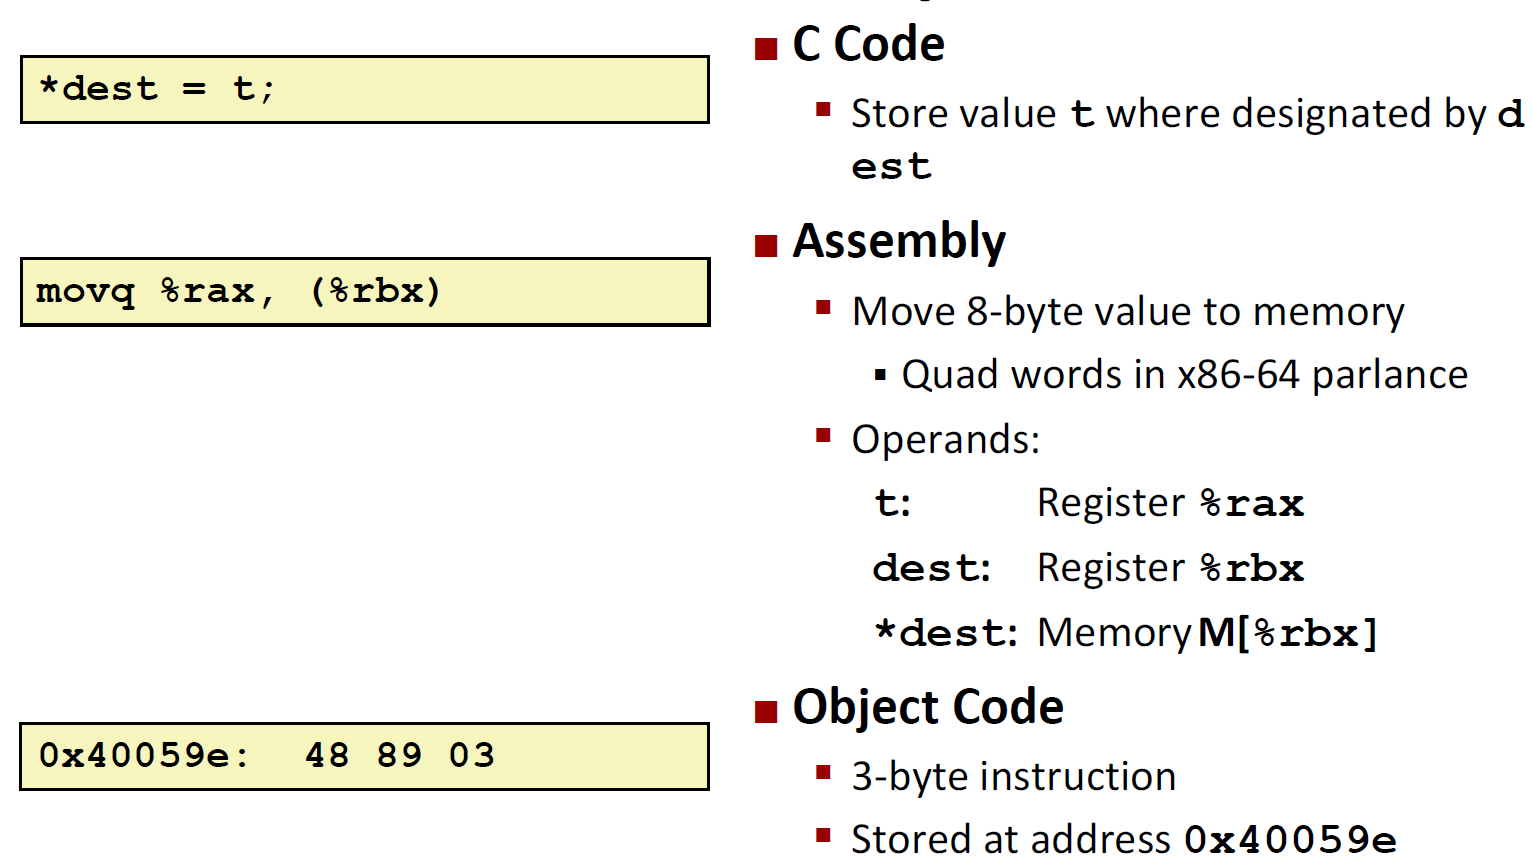 *dest = t;
movq %rax, (%rbx)
0x40059e: 48 89 03
C Code
Store value t where designated by d
est
Assembly
Move 8-byte value to memory
Quad words in x86-64 parlance
Operands:
t: Register %rax
dest: Register %rbx
*dest: Memory M[%rbx]
Object Code
3-byte instruction
Stored at address 0x40059e